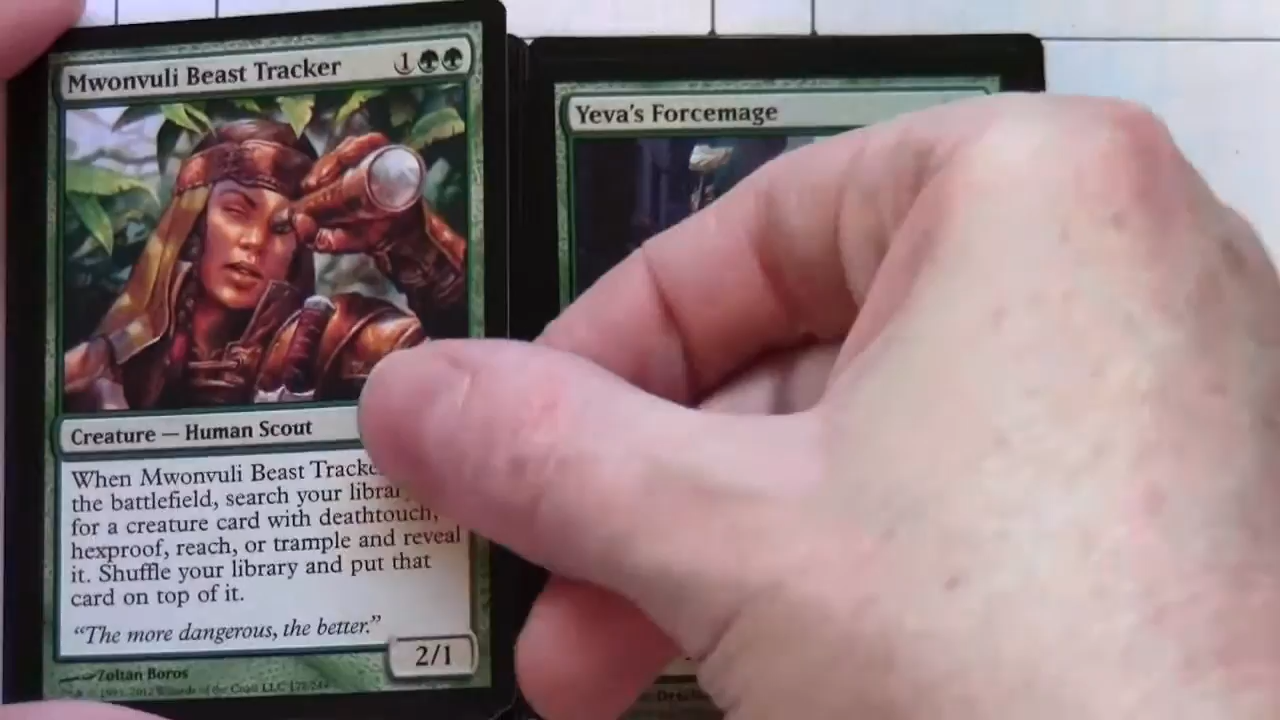 Mwonvuli Beast Tracker 1
Creature — Human Scout
When Mwonvuli Beast Tracke
the battlefield, search your library
for a creature card with deathtouch,
hexproof, reach, or trample and reveal
it. Shuffle your library and put that
card on top of it.
“The more dangerous, the better.”
2/1
Zoltan Boros
Yeva's Forcemage